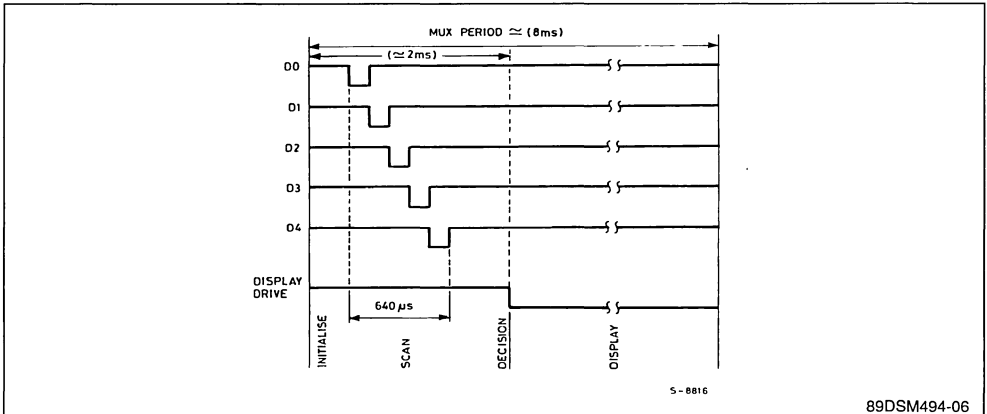 MUX PERIOD ≃ (8ms)
(≃2ms)
D0
D1
D2
D3
D4
DISPLAY
DRIVE
640 µs
INITIALISE
SCAN
DECISION
DISPLAY
S-8816
89DSM494-06